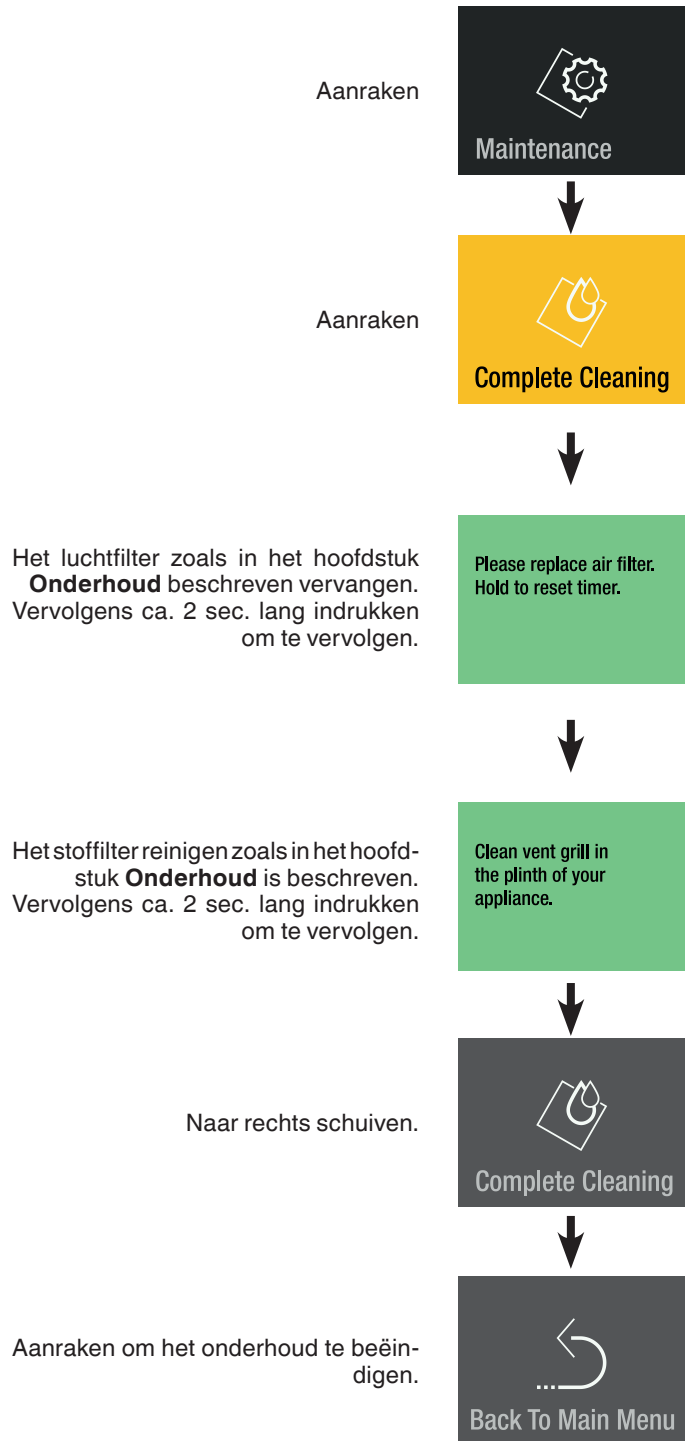 Aanraken
Maintenance
Aanraken
Complete Cleaning
Het luchtfilter zoals in het hoofdstuk
Onderhoud beschreven vervangen.
Vervolgens ca. 2 sec. lang indrukken
om te vervolgen.
Please replace air filter.
Hold to reset timer.
Het stoffilter reinigen zoals in het hoofd-
stuk Onderhoud is beschreven.
Vervolgens ca. 2 sec. lang indrukken
om te vervolgen.
Clean vent grill in
the plinth of your
appliance.
Naar rechts schuiven.
Complete Cleaning
Aanraken om het onderhoud te beëin-
digen.
Back To Main Menu